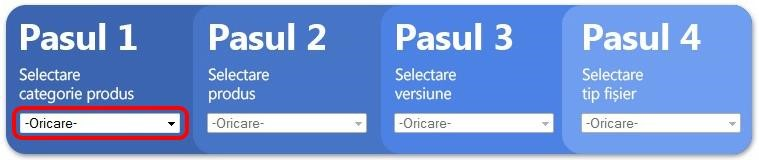 Pasul 1
Selectare
categorie produs
-Oricare-
Pasul 2
Selectare
produs
-Oricare-
Pasul 3
Selectare
versiune
-Oricare-
Pasul 4
Selectare
tip fișier
-Oricare-